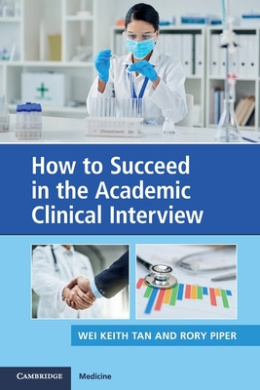 How to Succeed
in the Academic
Clinical Interview
WEI KEITH TAN AND RORY PIPER
CAMBRIDGE Medicine